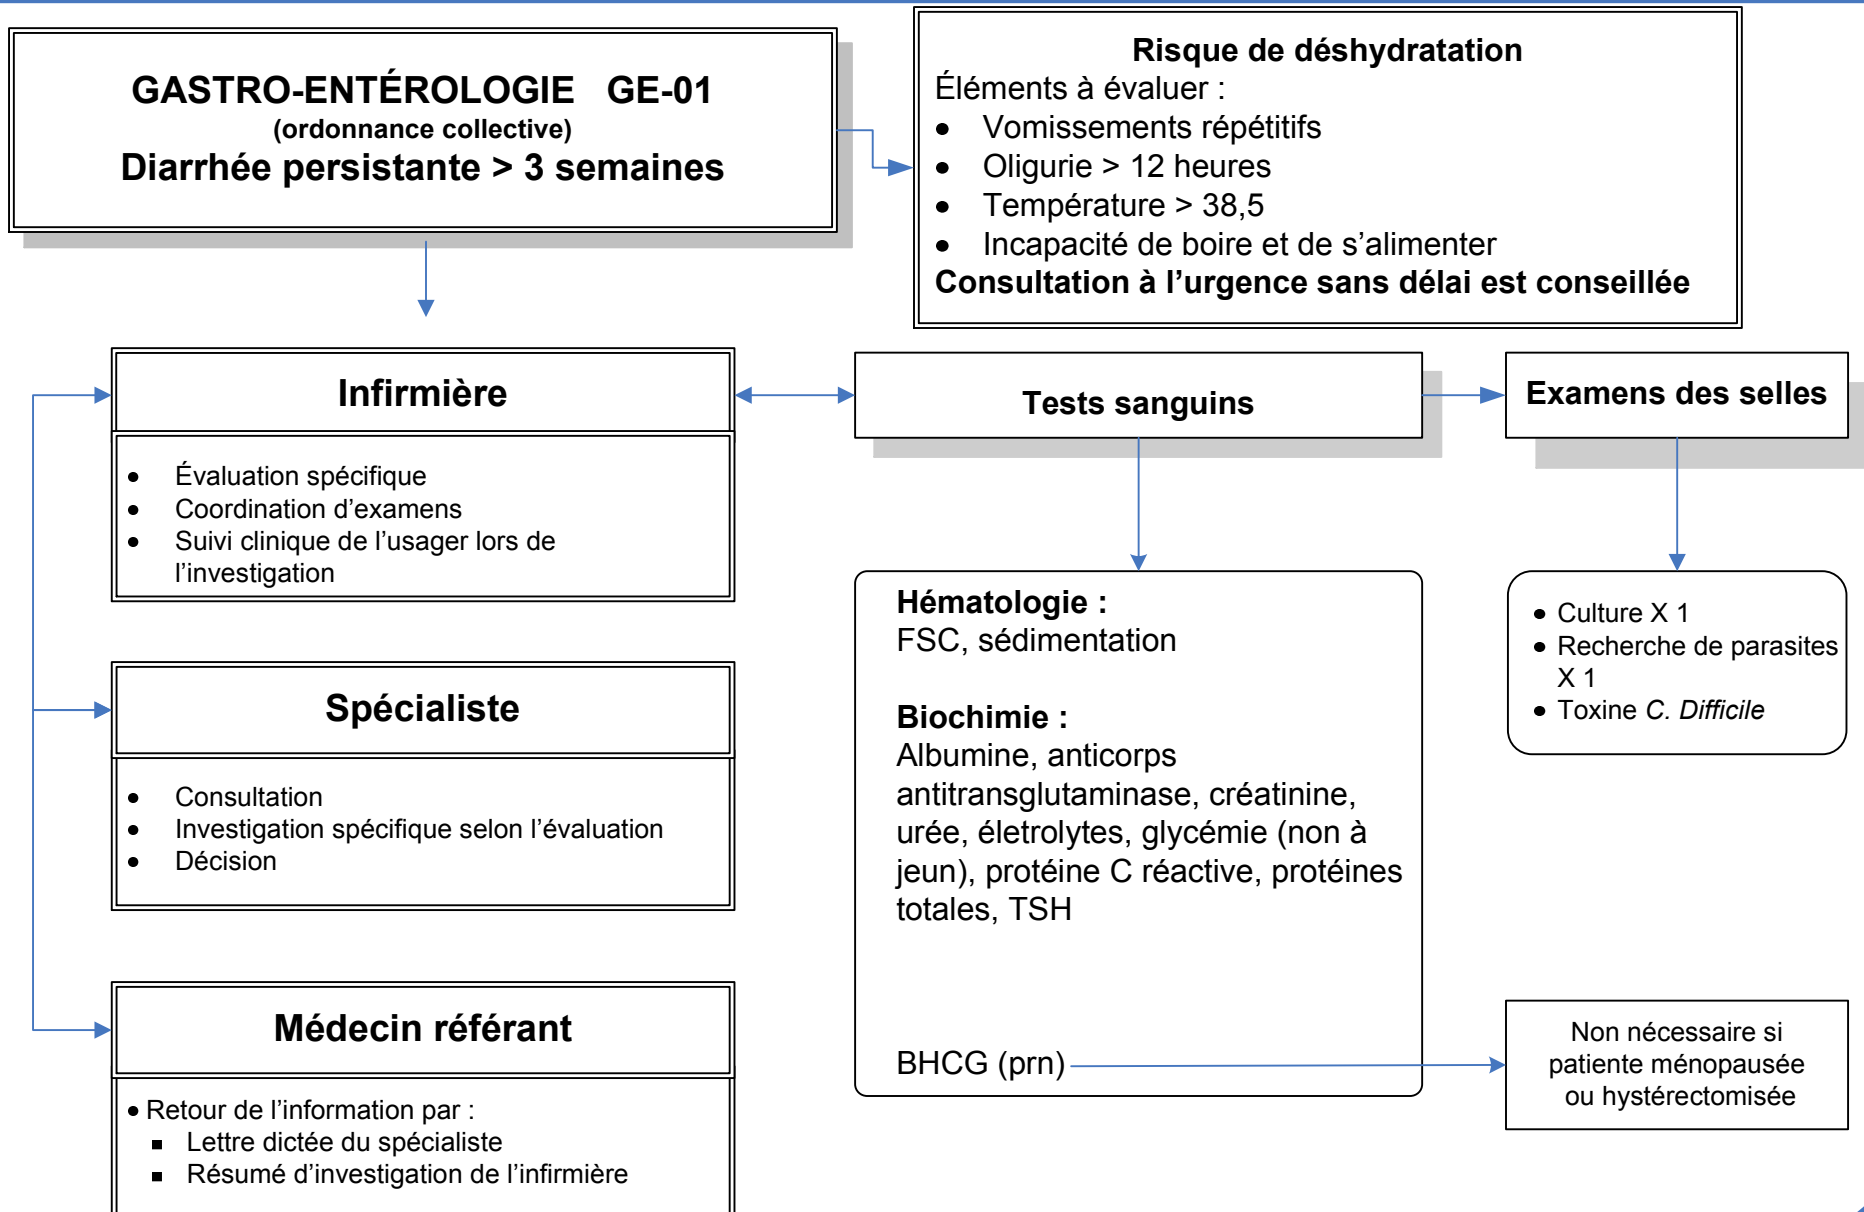 GASTRO-ENTÉROLOGIE   GE-01
(ordonnance collective)
Diarrhée persistante > 3 semaines
Risque de déshydratation
Éléments à évaluer :
• Vomissements répétitifs
• Oligurie > 12 heures
• Température > 38,5
• Incapacité de boire et de s’alimenter
Consultation à l’urgence sans délai est conseillée
Infirmière
• Évaluation spécifique
• Coordination d’examens
• Suivi clinique de l’usager lors de
l’investigation
Spécialiste
• Consultation
• Investigation spécifique selon l’évaluation
• Décision
Médecin référant
• Retour de l’information par :
▪ Lettre dictée du spécialiste
▪ Résumé d’investigation de l’infirmière
Tests sanguins
Hématologie :
FSC, sédimentation
Biochimie :
Albumine, anticorps
antitransglutaminase, créatinine,
urée, életrolytes, glycémie (non à
jeun), protéine C réactive, protéines
totales, TSH
BHCG (prn)
Examens des selles
• Culture X 1
• Recherche de parasites
X 1
• Toxine C. Difficile
Non nécessaire si
patiente ménopausée
ou hystérectomisée